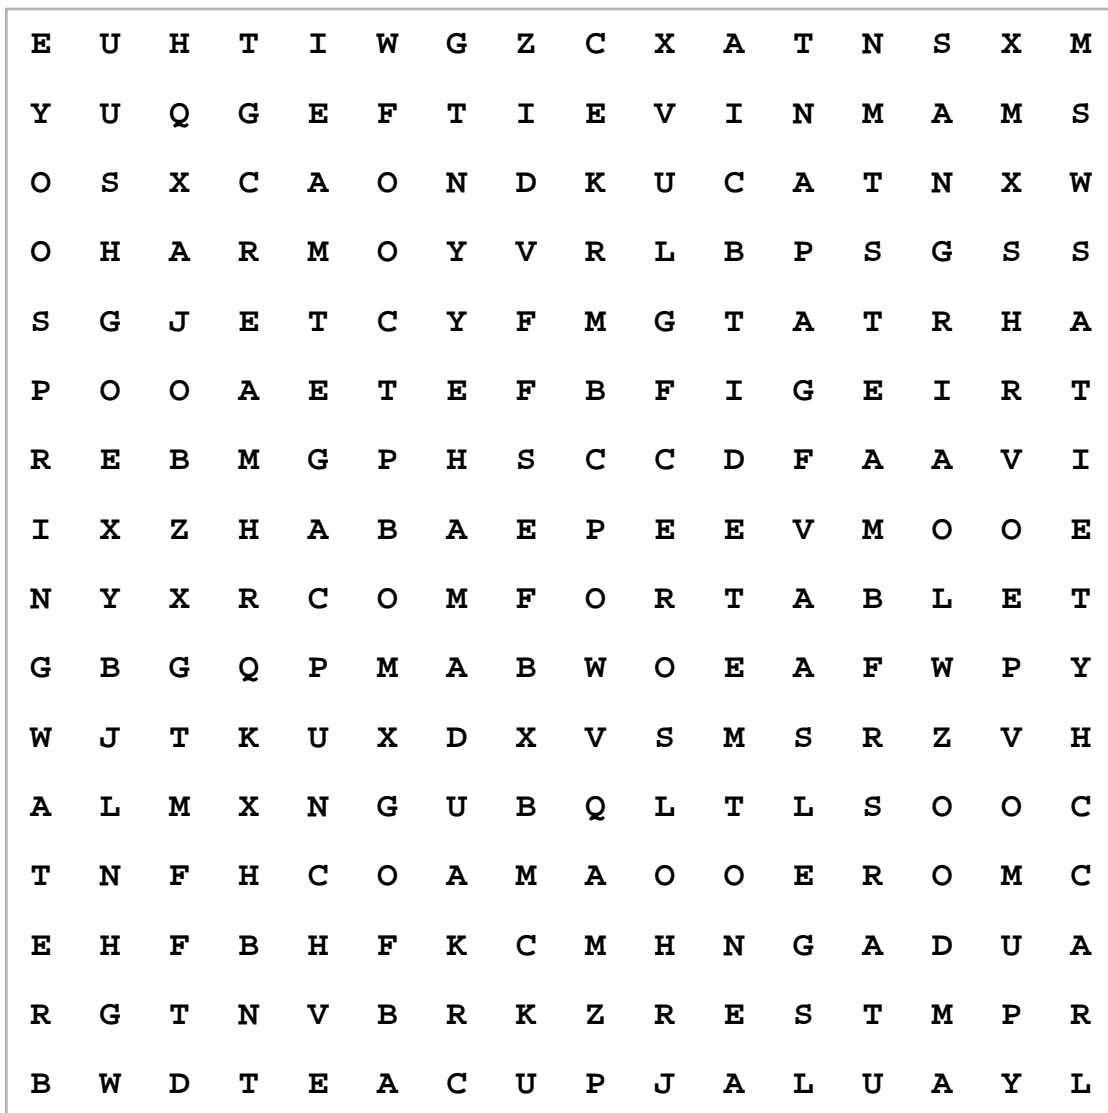 E U H T I W G Z C X A T N S X M
Y U Q G E F T I E V I N M A M S
O S X C A O N D K U C A T N X W
O H A R M O Y V R L B P S G S S
S G J E T C Y F M G T A T R H A
P O O A E T E F B F I G E I R T
R E B M G P H S C C D F A A V I
I X Z H A B A E P E E V M O O E
N Y X R C O M F O R T A B L E T
G B G Q P M A B W O E A F W P Y
W J T K U X D X V S M S R Z V H
A L M X N G U B Q L T L S O O C
T N F H C O A M A O O E R O M C
E H F B H F K C M H N G A D U A
R G T N V B R K Z R E S T M P R
B W D T E A C U P J A L U A Y L